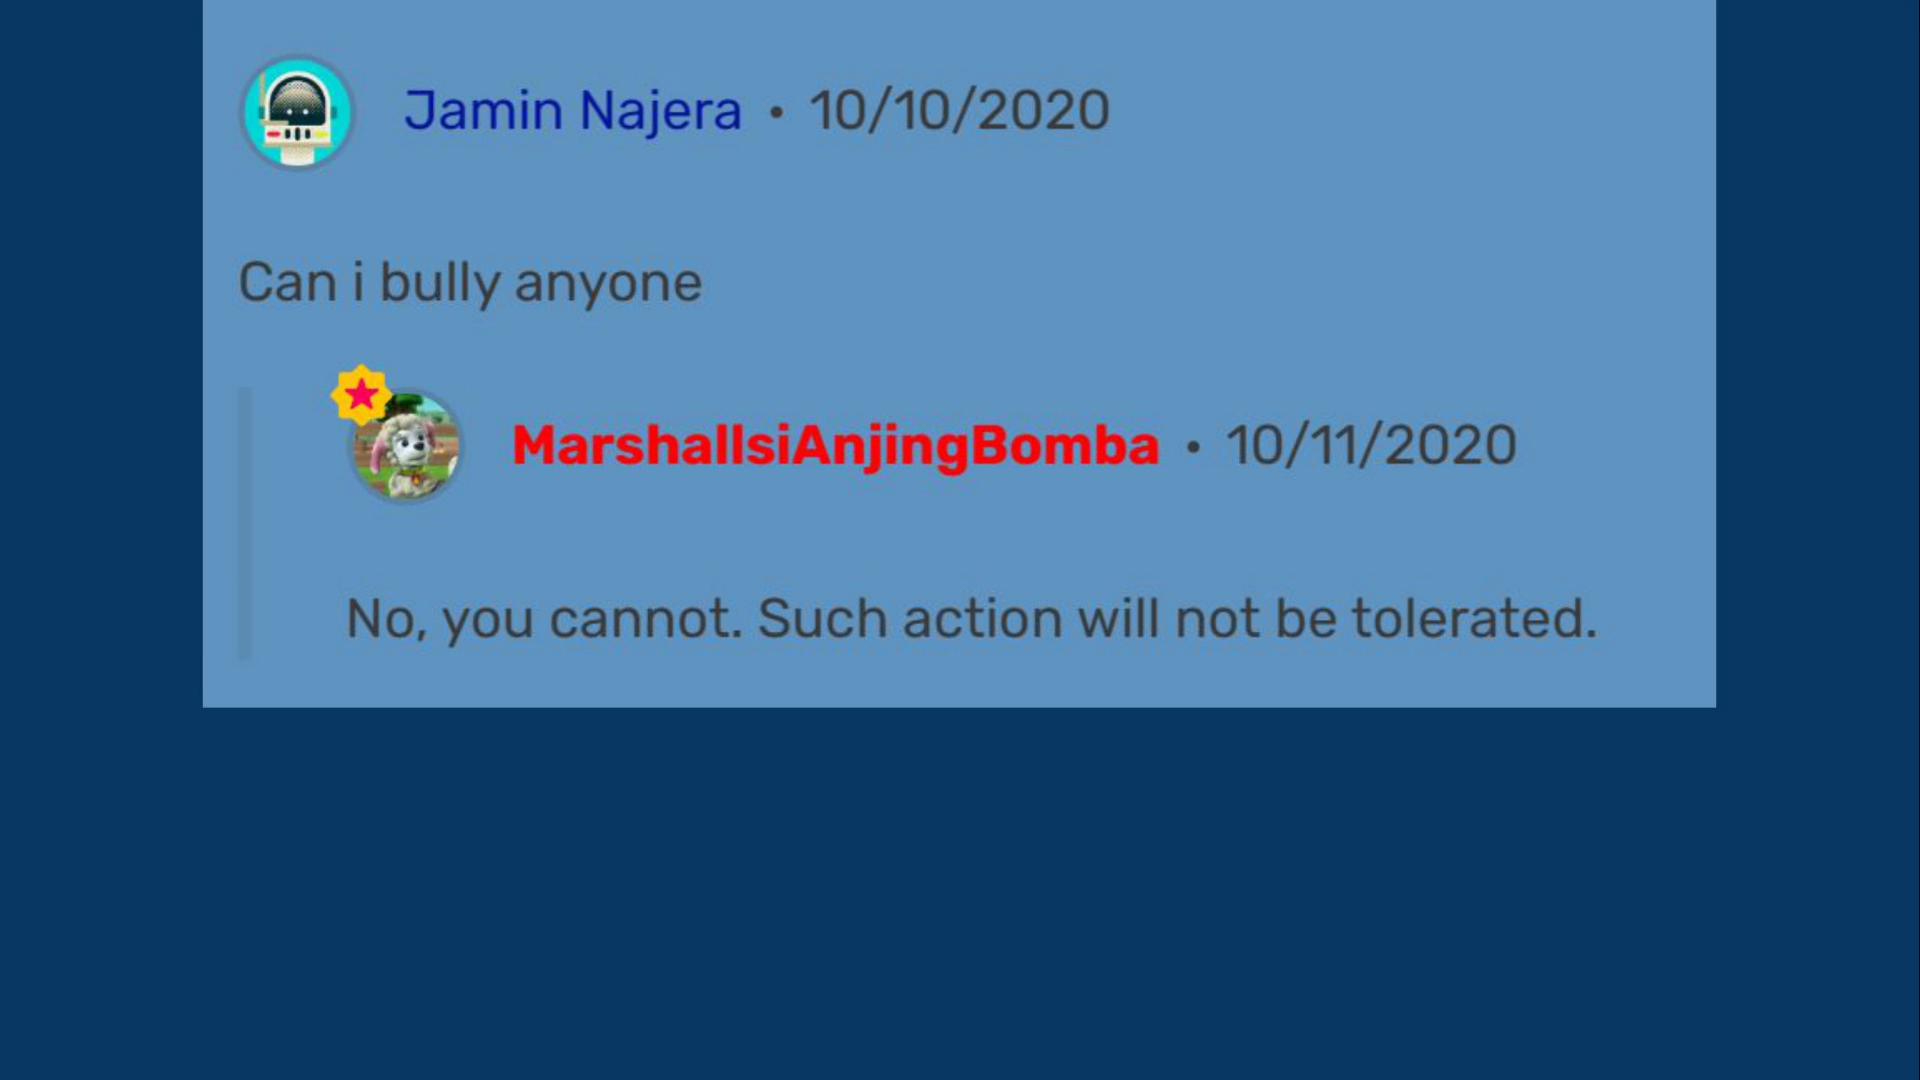 Jamin Najera • 10/10/2020
Can i bully anyone
MarshallsiAnjingBomba • 10/11/2020
No, you cannot. Such action will not be tolerated.